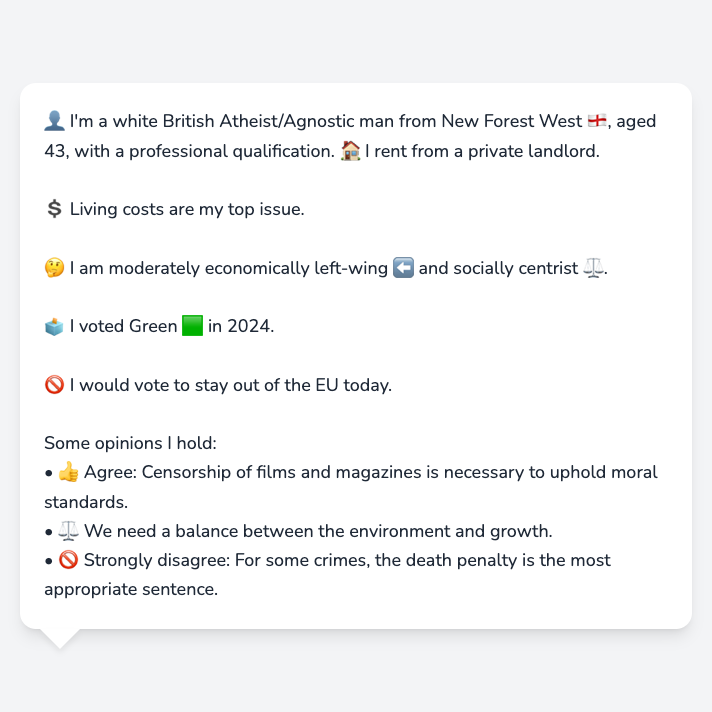 👤 I'm a white British Atheist/Agnostic man from New Forest West 🏴󠁧󠁢󠁥󠁮󠁧󠁿, aged
43, with a professional qualification. 🏠 I rent from a private landlord.
💲 Living costs are my top issue.
🤔 I am moderately economically left-wing ⬅️ and socially centrist ⚖️.
🗳️ I voted Green 🟩 in 2024.
🚫 I would vote to stay out of the EU today.
Some opinions I hold:
• 👍 Agree: Censorship of films and magazines is necessary to uphold moral
standards.
• ⚖️ We need a balance between the environment and growth.
• 🚫 Strongly disagree: For some crimes, the death penalty is the most
appropriate sentence.